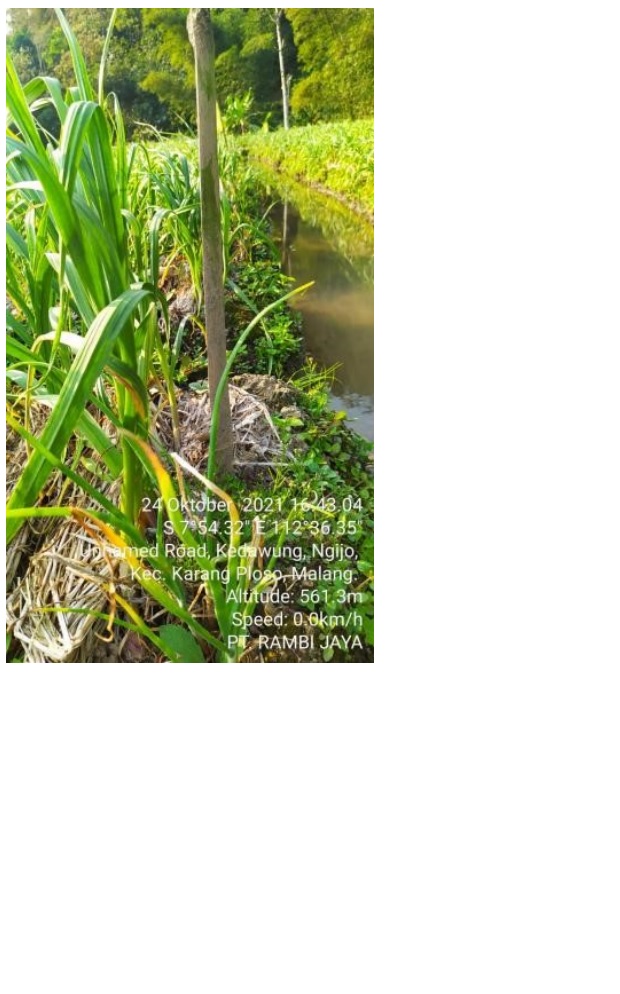 24 Oktober 2021 16.43.04
S 7°54.32" E 112°36.35"
Unnamed Road, Kedawung, Ngijo,
Kec. Karang Ploso, Malang.
Altitude: 561.3m
Speed: 0.0km/h
PT. RAMBI JAYA